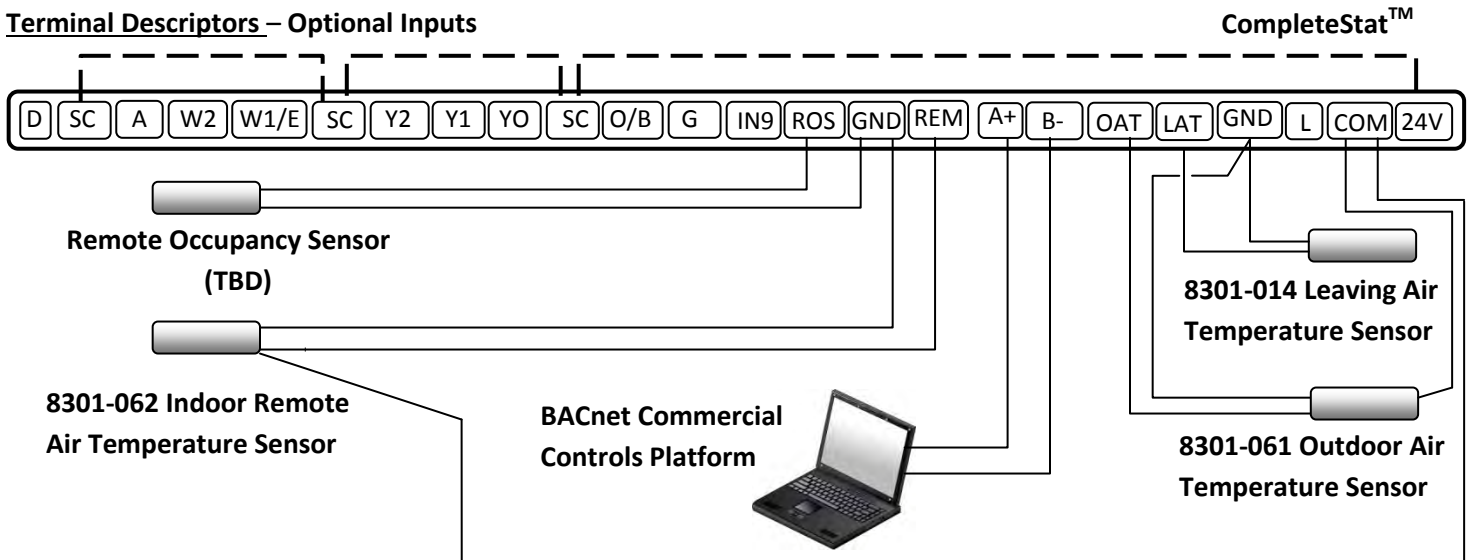 Terminal Descriptors – Optional Inputs
CompleteStat™
D SC A W2 W1/E SC Y2 Y1 YO SC O/B G IN9 ROS GND REM A+ B- OAT LAT GND L COM 24V
Remote Occupancy Sensor
(TBD)
8301-014 Leaving Air
Temperature Sensor
8301-062 Indoor Remote
Air Temperature Sensor
BACnet Commercial
Controls Platform
8301-061 Outdoor Air
Temperature Sensor